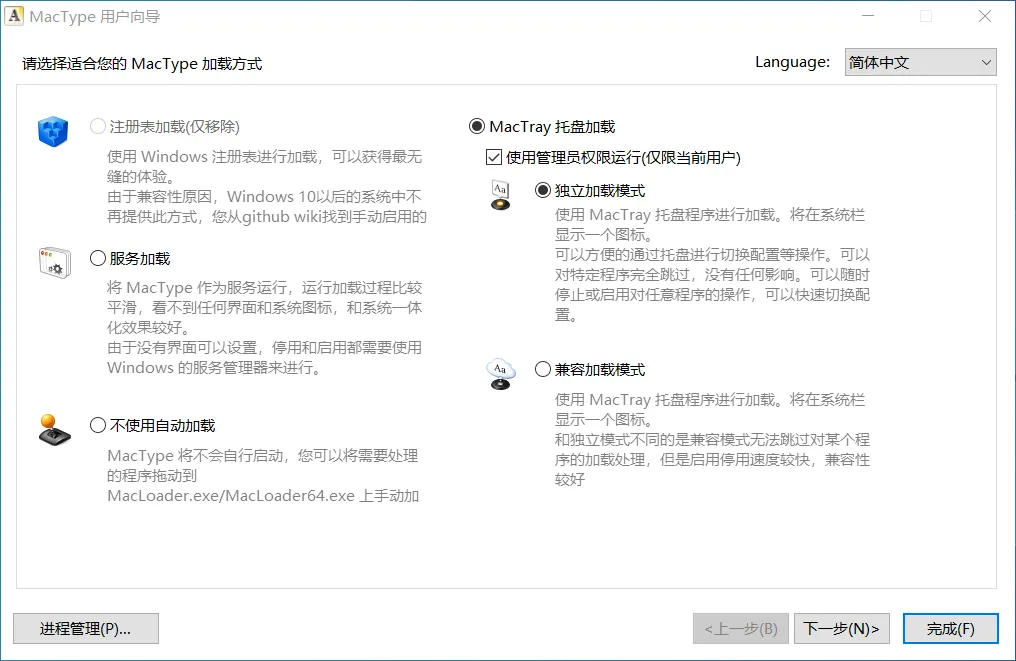 MacType 用户向导
请选择适合您的 MacType 加载方式
Language:
简体中文
注册表加载(仅移除)
使用 Windows 注册表进行加载，可以获得最无
缝的体验。
由于兼容性原因，Windows 10以后的系统中不
再提供此方式，您从github wiki找到手动启用的
服务加载
将 MacType 作为服务运行，运行加载过程比较
平滑，看不到任何界面和系统图标，和系统一体
化效果较好。
由于没有界面可以设置，停用和启用都需要使用
Windows 的服务管理器来进行。
不使用自动加载
MacType 将不会自行启动，您可以将需要处理
的程序拖动到
MacLoader.exe/MacLoader64.exe 上手动加
MacTray 托盘加载
使用管理员权限运行(仅限当前用户)
Aa
独立加载模式
使用 MacTray 托盘程序进行加载。将在系统栏
显示一个图标。
可以方便的通过托盘进行切换配置等操作。可以
对特定程序完全跳过，没有任何影响。可以随时
停止或启用对任意程序的操作，可以快速切换配
置。
Aa
兼容加载模式
使用 MacTray 托盘程序进行加载。将在系统栏
显示一个图标。
和独立模式不同的是兼容模式无法跳过对某个程
序的加载处理，但是启用停用速度较快，兼容性
较好
进程管理(P)...
<上一步(B)
下一步(N)>
完成(F)